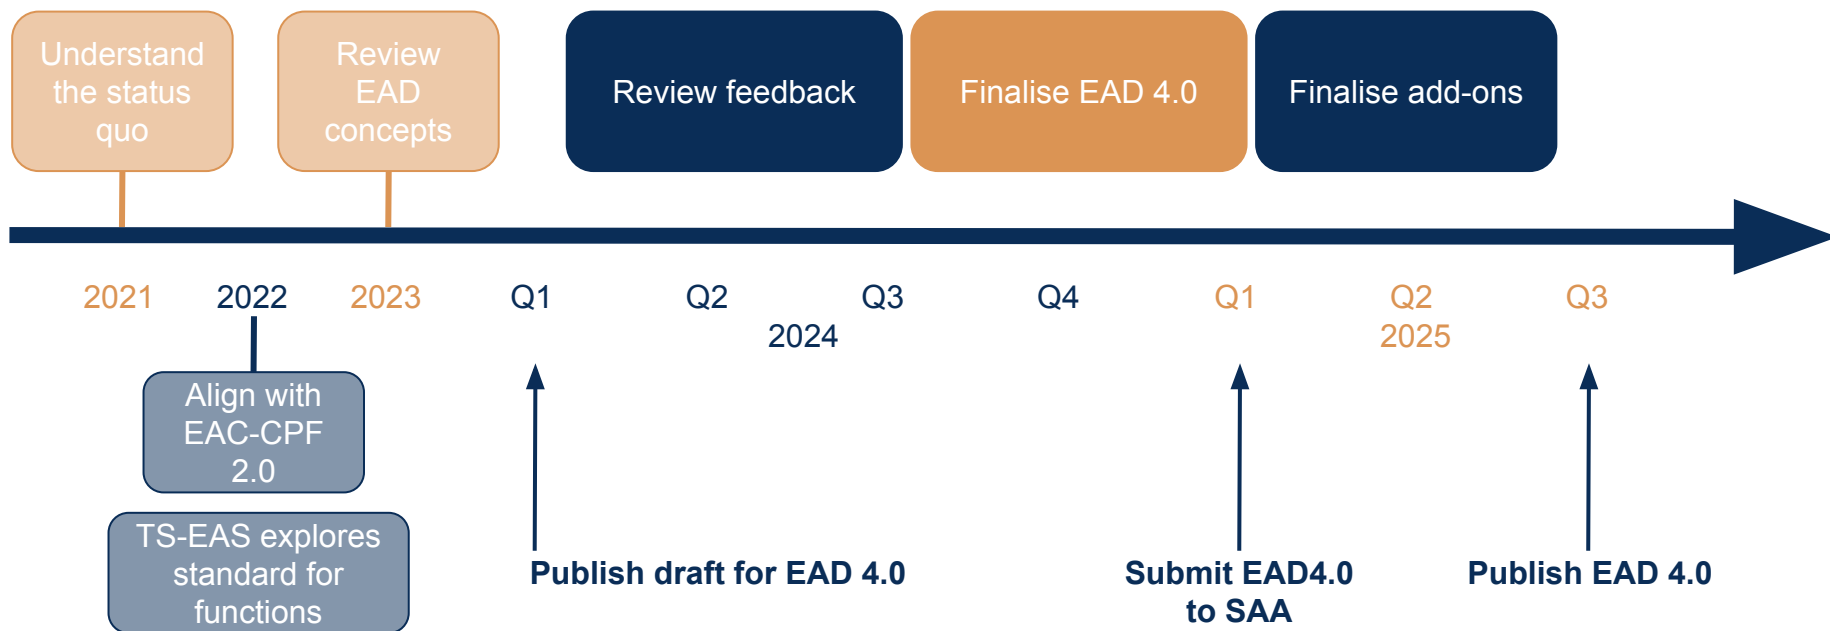 Understand
the status
quo
Review
EAD
concepts
Review feedback
Finalise EAD 4.0
Finalise add-ons
2021
2022
2023
Q1
Q2
Q3
Q4
Q1
Q2
Q3
2024
2025
Align with
EAC-CPF
2.0
TS-EAS explores
standard for
functions
Publish draft for EAD 4.0
Submit EAD4.0
to SAA
Publish EAD 4.0